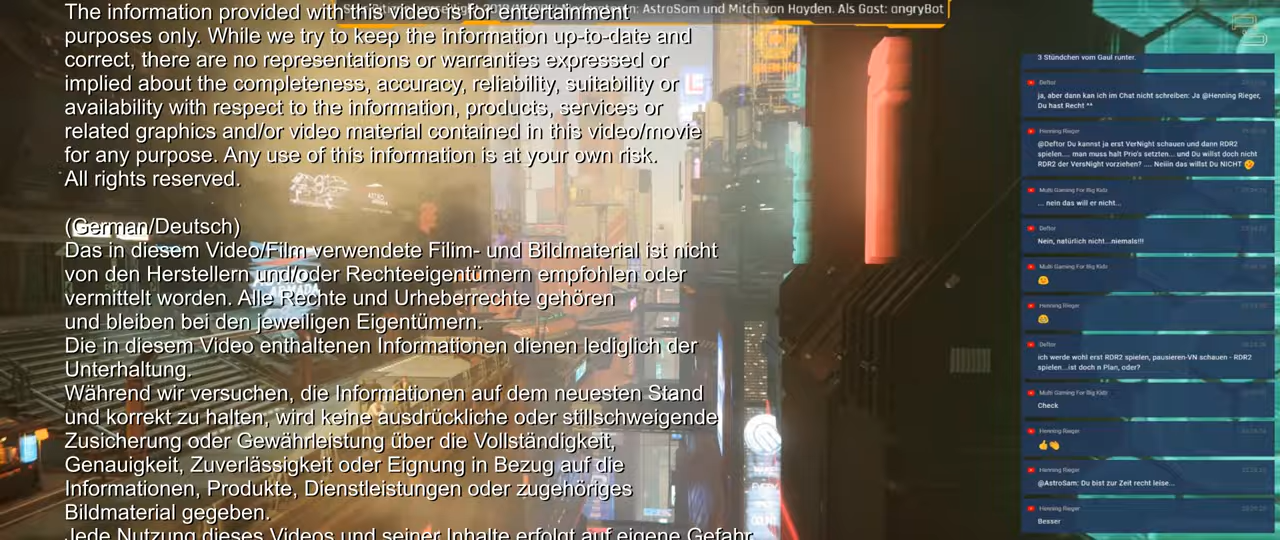 The information provided with this video is for entertainment
purposes only. While we try to keep the information up-to-date and
correct, there are no representations or warranties expressed or
implied about the completeness, accuracy, reliability, suitability or
availability with respect to the information, products, services or
related graphics and/or video material contained in this video/movie
for any purpose. Any use of this information is at your own risk.
All rights reserved.
(German/Deutsch)
Das in diesem Video/Film verwendete Filim- und Bildmaterial ist nicht
von den Herstellern und/oder Rechteeigentümern empfohlen oder
vermittelt worden. Alle Rechte und Urheberrechte gehören
und bleiben bei den jeweiligen Eigentümern.
Die in diesem Video enthaltenen Informationen dienen lediglich der
Unterhaltung.
Während wir versuchen, die Informationen auf dem neuesten Stand
und korrekt zu halten, wird keine ausdrückliche oder stillschweigende
Zusicherung oder Gewährleistung über die Vollständigkeit,
Genauigkeit, Zuverlässigkeit oder Eignung in Bezug auf die
Informationen, Produkte, Dienstleistungen oder zugehöriges
Bildmaterial gegeben.
Jede Nutzung dieses Videos und seiner Inhalte erfolgt auf eigene Gefahr.
AstroSam und Mitch von Hayden. Als Gast: angryBot
3 Stündchen vom Gaul runter.
Deftor
ja, aber dann kan ich im Chat nicht schreiben: Ja @Henning Rieger,
Du hast Recht ^^
Henning Rieger
@Deftor Du kannst ja erst VerNight schauen und dann RDR2
spielen.... man muss halt Prio's setzten... und Du willst doch nicht
RDR2 der VersNight vorziehen? .... Neiiin das willst Du NICHT
Multi Gaming For Big Kidz
... nein das will er nicht...
Deftor
Nein, natürlich nicht...niemals!!!
Multi Gaming For Big Kidz
Henning Rieger
Deftor
ich werde wohl erst RDR2 spielen, pausieren-VN schauen - RDR2
spielen...ist doch n Plan, oder?
Multi Gaming For Big Kidz
Check
Henning Rieger
👍👏
Henning Rieger
@AstroSam: Du bist zur Zeit recht leise...
Henning Rieger
Besser